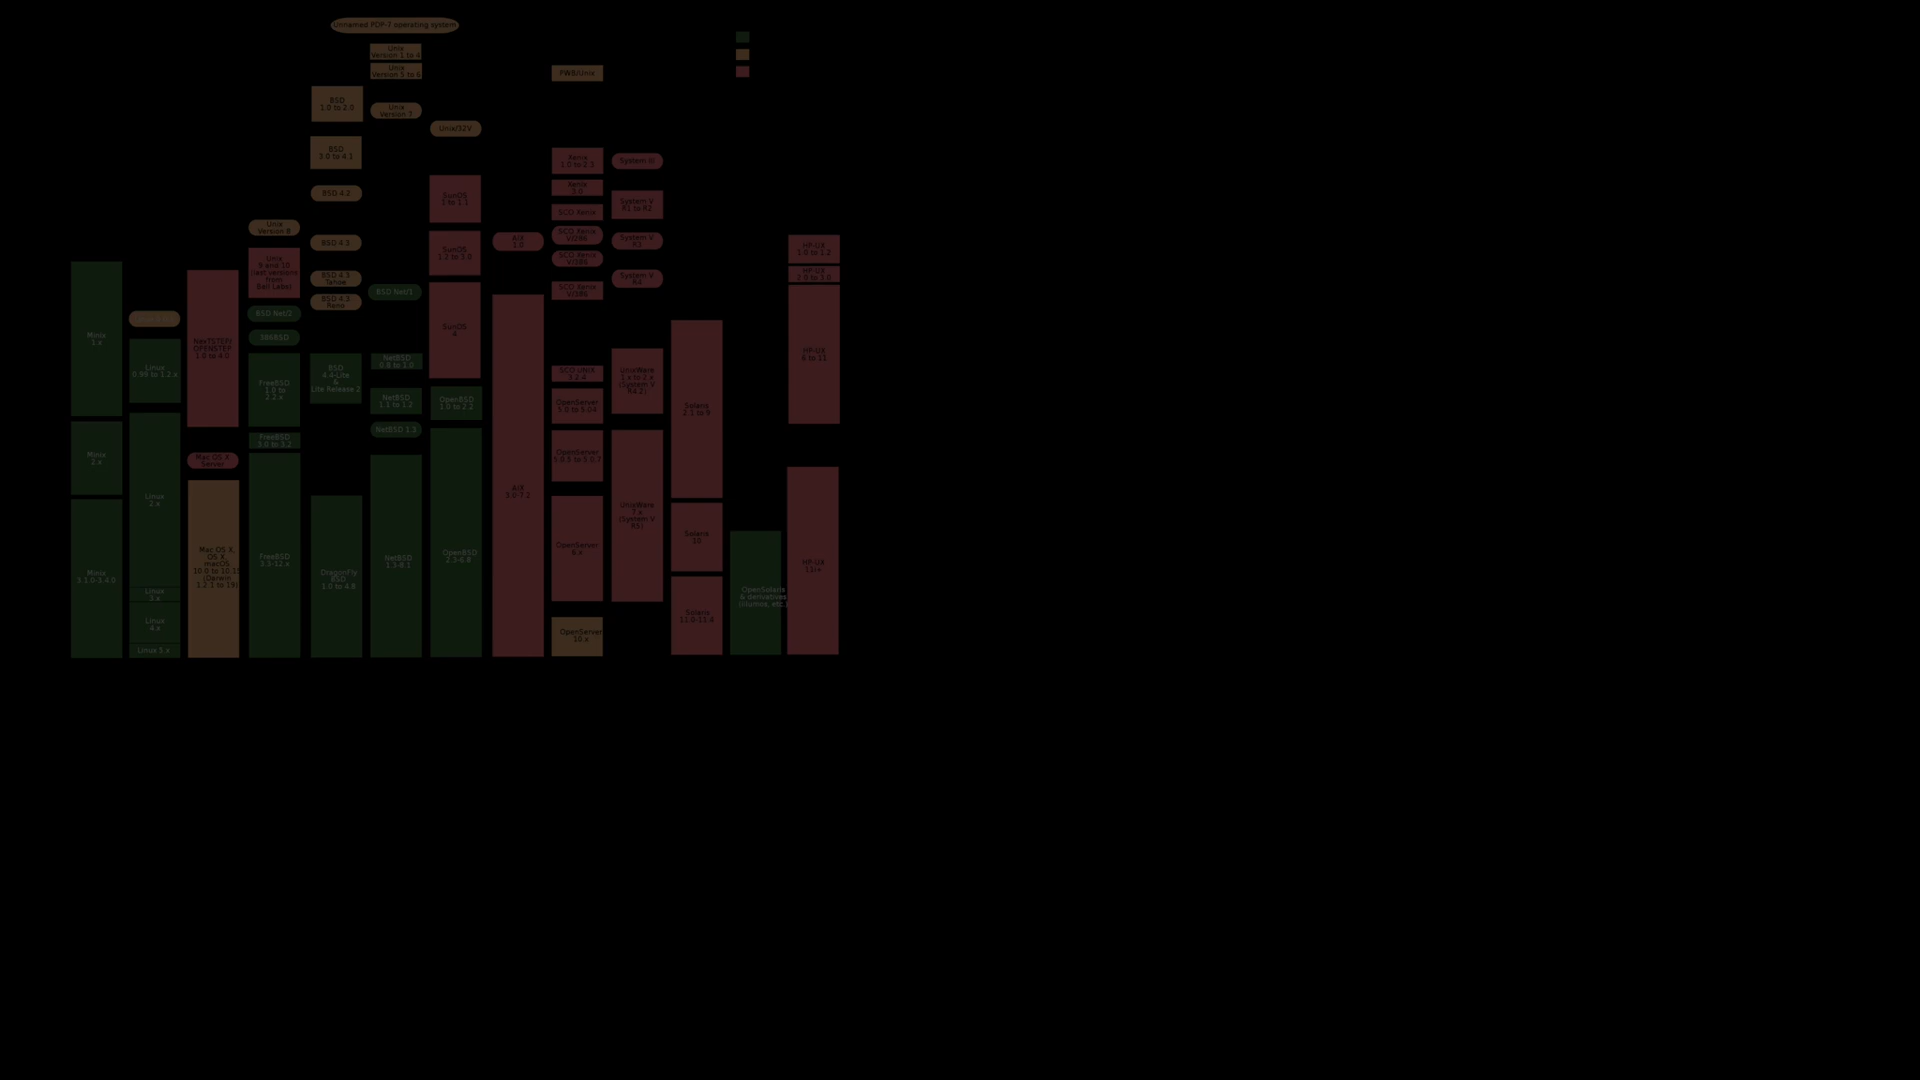 Unnamed PDP-7 operating system
Unix
Version 1 to 4
Unix
Version 5 to 6
PWB/Unix
BSD
1.0 to 2.0
Unix
Version 7
Unix/32V
BSD
3.0 to 4.1
Xenix
1.0 to 2.3
System III
Xenix
3.0
BSD 4.2
SunOS
1 to 1.1
System V
R1 to R2
SCO Xenix
Unix
Version 8
BSD 4.3
AIX
1.0
SCO Xenix
V/286
System V
R3
HP-UX
1.0 to 1.2
SunOS
1.2 to 3.0
SCO Xenix
V/386
Unix
9 and 10
(last versions
from
Bell Labs)
BSD 4.3
Tahoe
System V
R4
HP-UX
2.0 to 3.0
BSD Net/1
SCO Xenix
V/386
BSD 4.3
Reno
BSD Net/2
SunOS
4
Minix
1.x
386BSD
NeXTSTEP/
OPENSTEP
1.0 to 4.0
HP-UX
6 to 11
NetBSD
0.8 to 1.0
Linux
0.95 to 1.2.x
BSD
4.4-Lite
&
Lite Release 2
SCO UNIX
3.2.4
UnixWare
1.x to 2.x
(System V
R4.2)
FreeBSD
1.0 to
2.2.x
NetBSD
1.1 to 1.2
OpenBSD
1.0 to 2.2
OpenServer
5.0 to 5.04
Solaris
2.1 to 9
NetBSD 1.3
FreeBSD
3.0 to 3.2
Minix
2.x
Mac OS X
Server
OpenServer
5.0.5 to 5.0.7
AIX
3.0-7.2
Linux
2.x
UnixWare
7.x
(System V
R5)
Solaris
10
OpenServer
6.x
Mac OS X,
OS X,
macOS
10.0 to 10.15
(Darwin
1.2.1 to 19)
FreeBSD
3.3-12.x
NetBSD
1.3-8.1
OpenBSD
2.3-6.8
HP-UX
11i+
Minix
3.1.0-3.4.0
DragonFly
BSD
1.0 to 4.8
Linux
3.x
OpenSolaris
& derivatives
(illumos, etc.)
Solaris
11.0-11.4
Linux
4.x
OpenServer
10.x
Linux 5.x